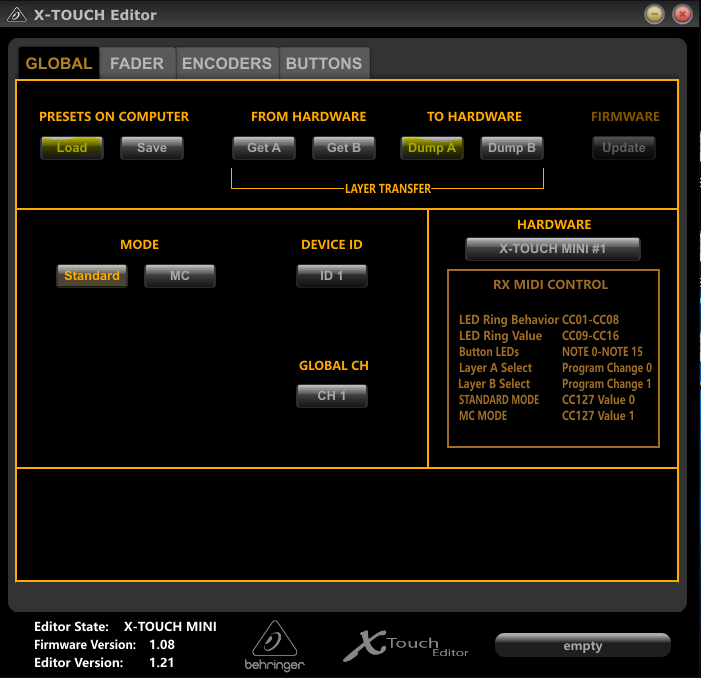 X-TOUCH Editor
GLOBAL FADER ENCODERS BUTTONS
PRESETS ON COMPUTER FROM HARDWARE TO HARDWARE FIRMWARE
Load Save Get A Get B Dump A Dump B Update
LAYER TRANSFER
MODE DEVICE ID HARDWARE
Standard MC ID 1 X-TOUCH MINI #1
RX MIDI CONTROL
LED Ring Behavior CC01-CC08
LED Ring Value CC09-CC16
Button LEDs NOTE 0-NOTE 15
Layer A Select Program Change 0
Layer B Select Program Change 1
STANDARD MODE CC127 Value 0
MC MODE CC127 Value 1
GLOBAL CH
CH 1
Editor State: X-TOUCH MINI
Firmware Version: 1.08
Editor Version: 1.21
behringer
X Touch Editor
empty